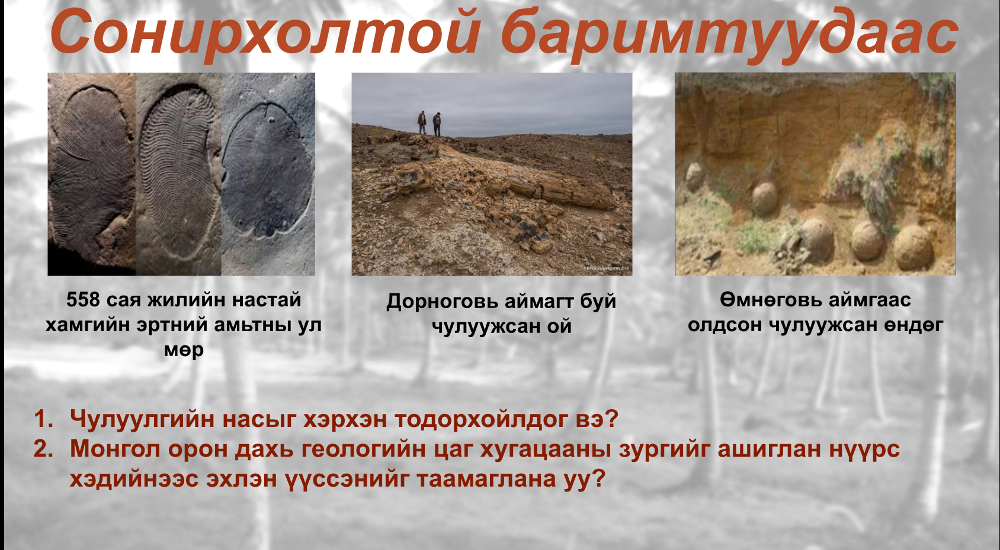 Сонирхолтой баримтуудаас
558 сая жилийн настай
хамгийн эртний амьтны ул
мөр
Дорноговь аймагт буй
чулуужсан ой
Өмнөговь аймгаас
олдсон чулуужсан өндөг
1. Чулуулгийн насыг хэрхэн тодорхойлдог вэ?
2. Монгол орон дахь геологийн цаг хугацааны зургийг ашиглан нүүрс
хэдийнээс эхлэн үүссэнийг таамаглана уу?